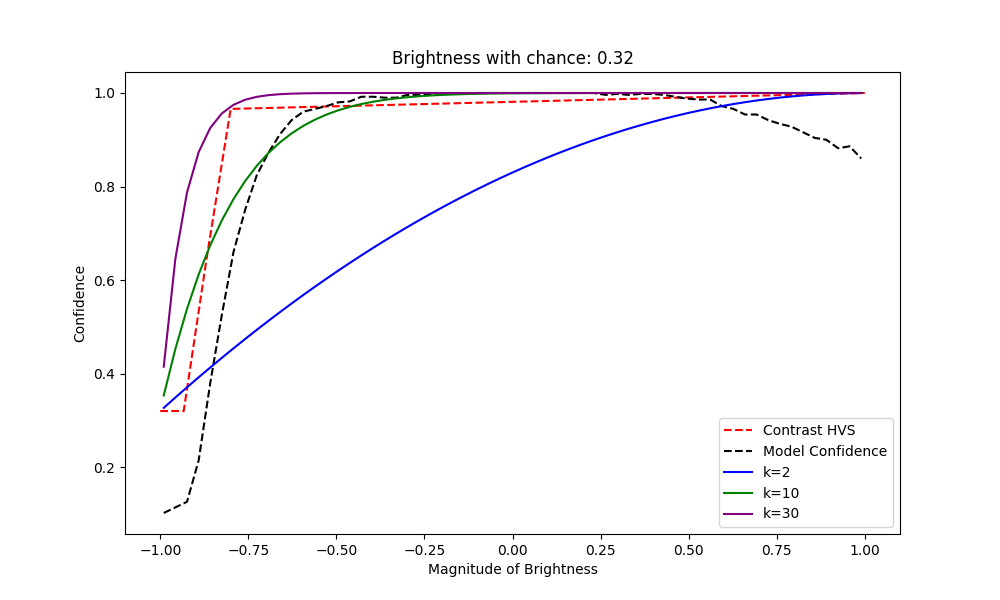 Brightness with chance: 0.32
Confidence
1.0
0.8
0.6
0.4
0.2
−1.00 −0.75 −0.50 −0.25 0.00 0.25 0.50 0.75 1.00
Magnitude of Brightness
Contrast HVS
Model Confidence
k=2
k=10
k=30